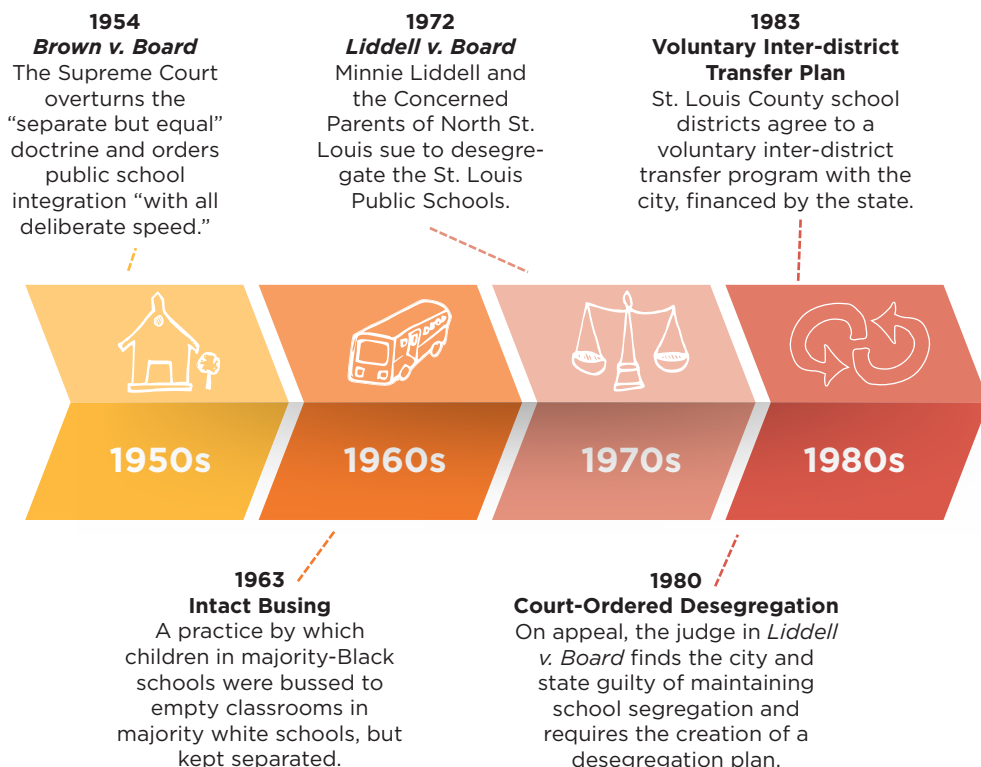 1954
Brown v. Board
The Supreme Court
overturns the
“separate but equal”
doctrine and orders
public school
integration “with all
deliberate speed.”
1972
Liddell v. Board
Minnie Liddell and
the Concerned
Parents of North St.
Louis sue to desegre-
gate the St. Louis
Public Schools.
1983
Voluntary Inter-district
Transfer Plan
St. Louis County school
districts agree to a
voluntary inter-district
transfer program with the
city, financed by the state.
1950s
1960s
1970s
1980s
1963
Intact Busing
A practice by which
children in majority-Black
schools were bussed to
empty classrooms in
majority white schools, but
kept separated.
1980
Court-Ordered Desegregation
On appeal, the judge in Liddell
v. Board finds the city and
state guilty of maintaining
school segregation and
requires the creation of a
desegregation plan.